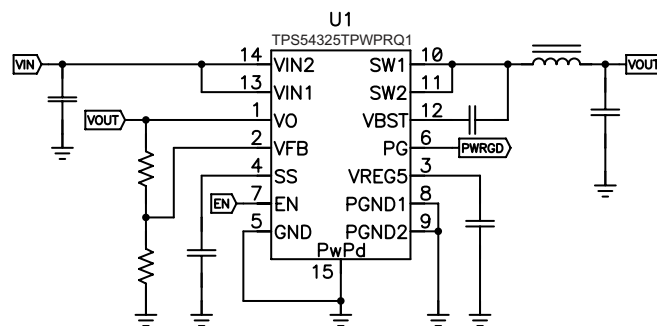 U1
TPS54325TPWPRQ1
VIN
14 VIN2 SW1 10
13 VIN1 SW2 11
VOUT
VOUT 1 VO VBST 12
2 VFB PG 6 PWRGD
4 SS VREG5 3
EN 7 EN PGND1 8
5 GND PGND2 9
PwPd
15